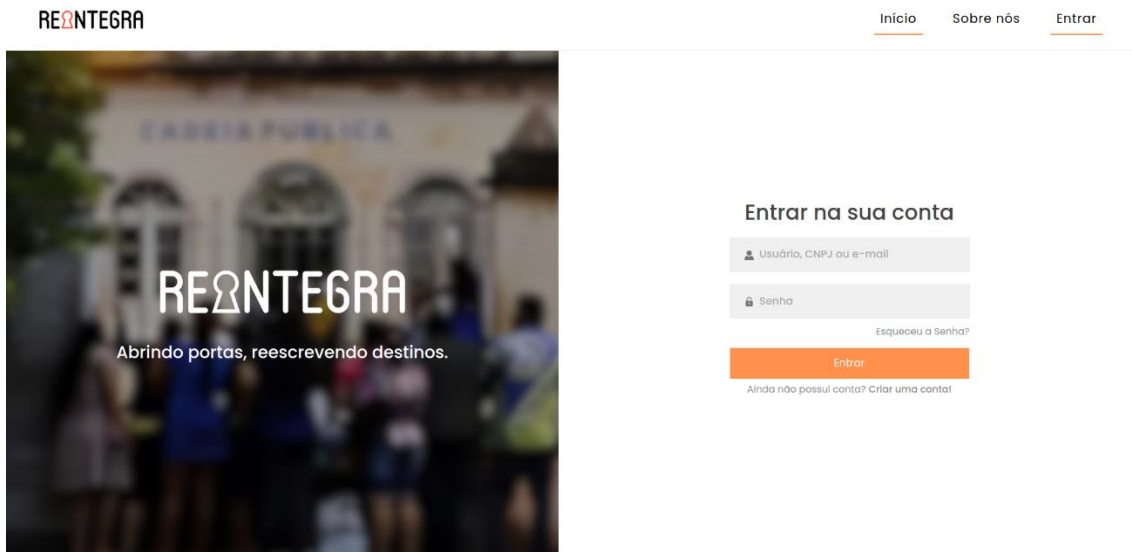 REINTEGRA
Início Sobre nós Entrar
CADEIA PUBLICA
REINTEGRA
Abrindo portas, reescrevendo destinos.
Entrar na sua conta
Usuário, CNPJ ou e-mail
Senha
Esqueceu a Senha?
Entrar
Ainda não possui conta? Criar uma conta!